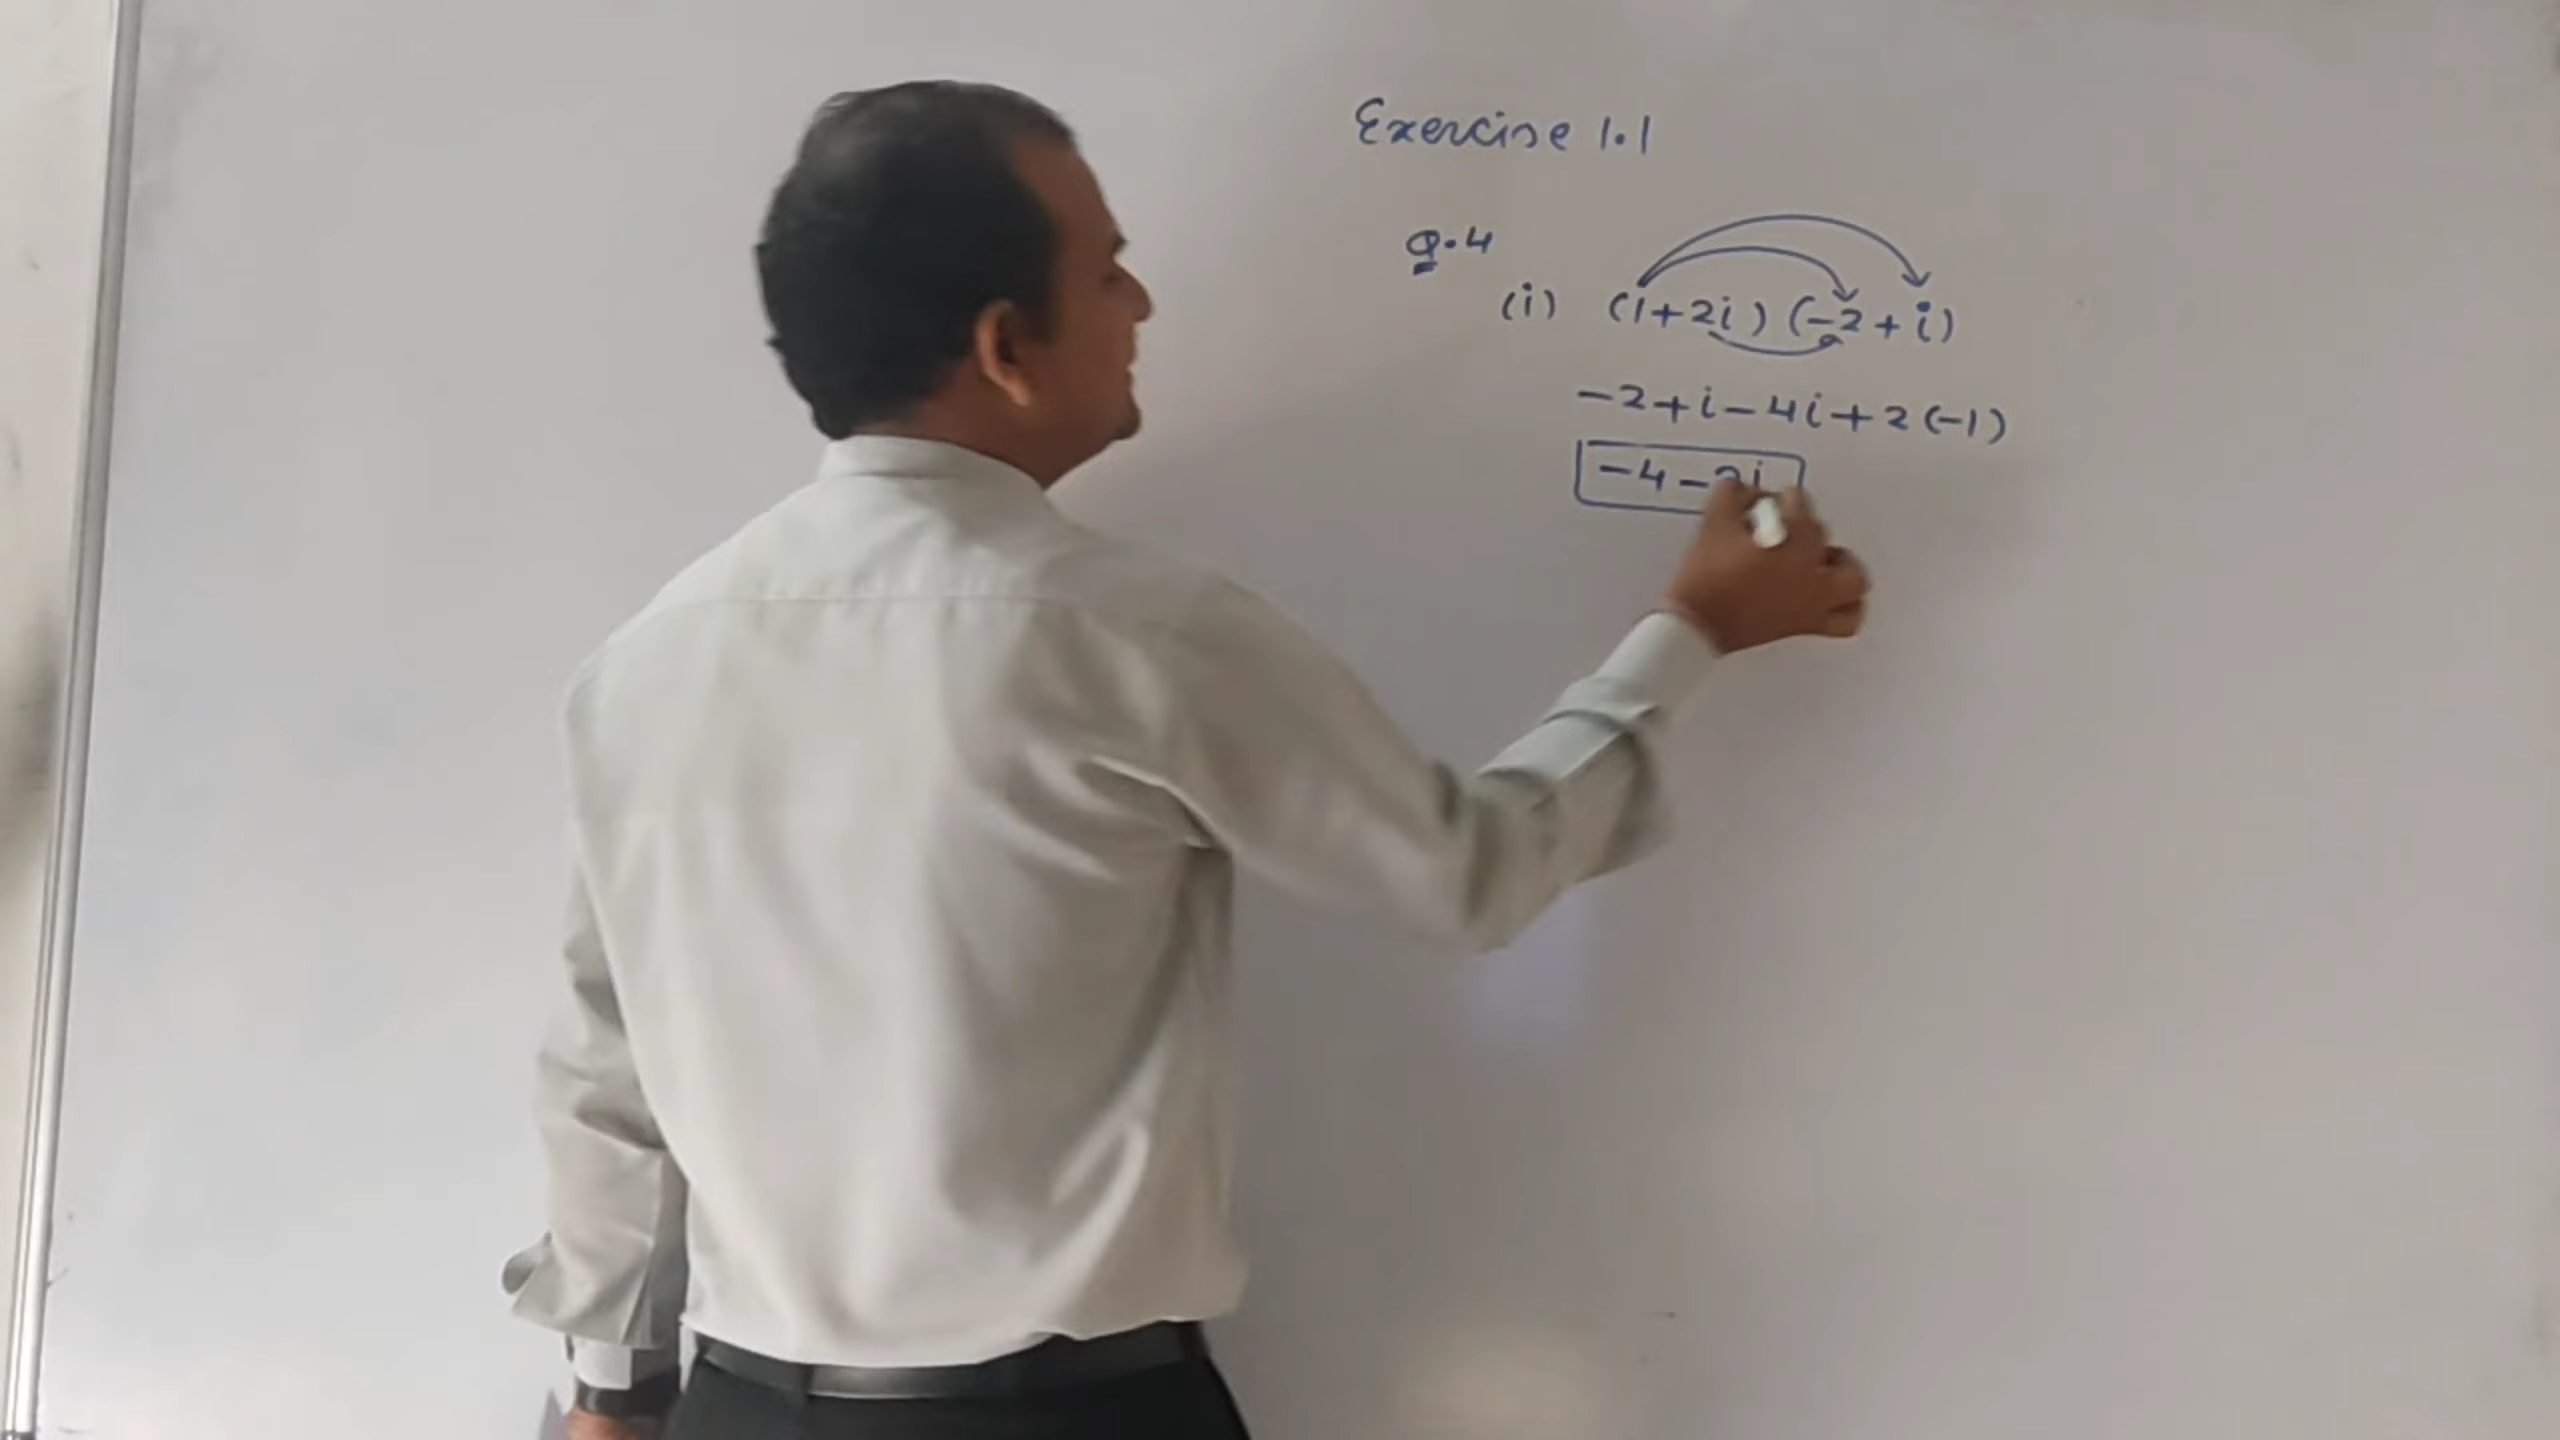 Exercise 1.1
Q.4
(i) (1+2i)(-2+i)
-2+i-4i+2(-1)
-4-3i